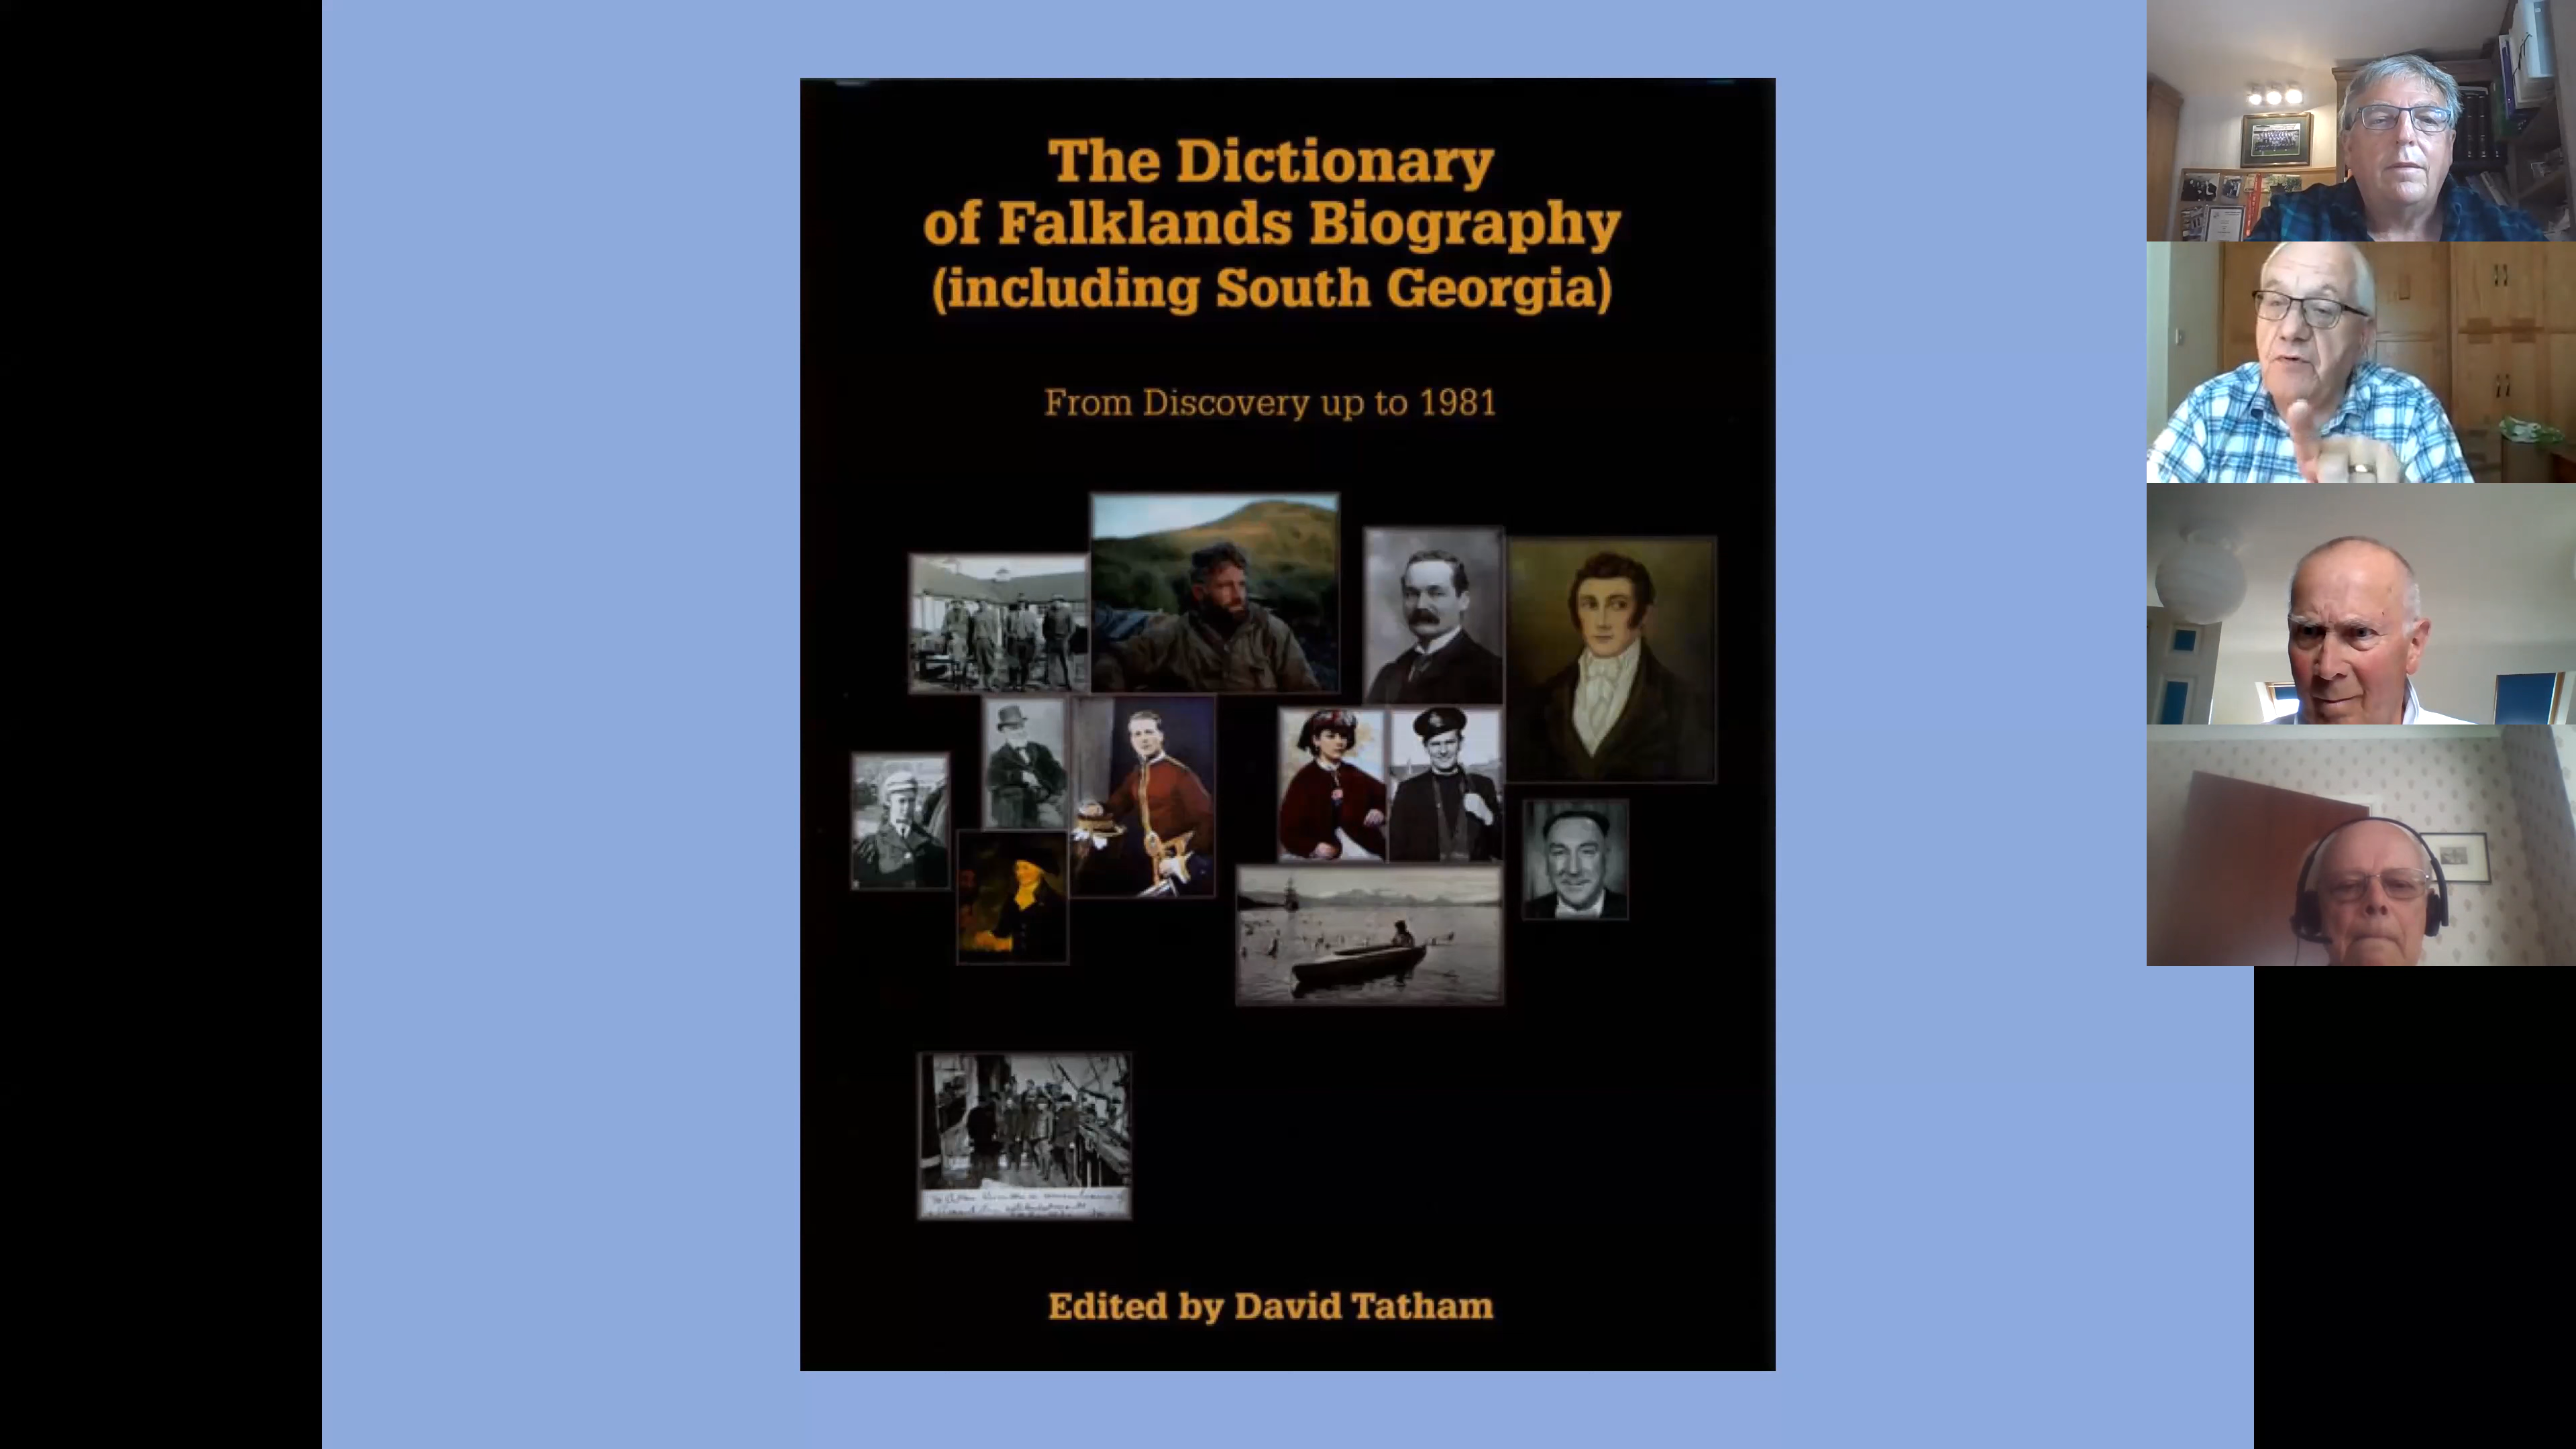 The Dictionary
of Falklands Biography
(including South Georgia)
From Discovery up to 1981
Edited by David Tatham